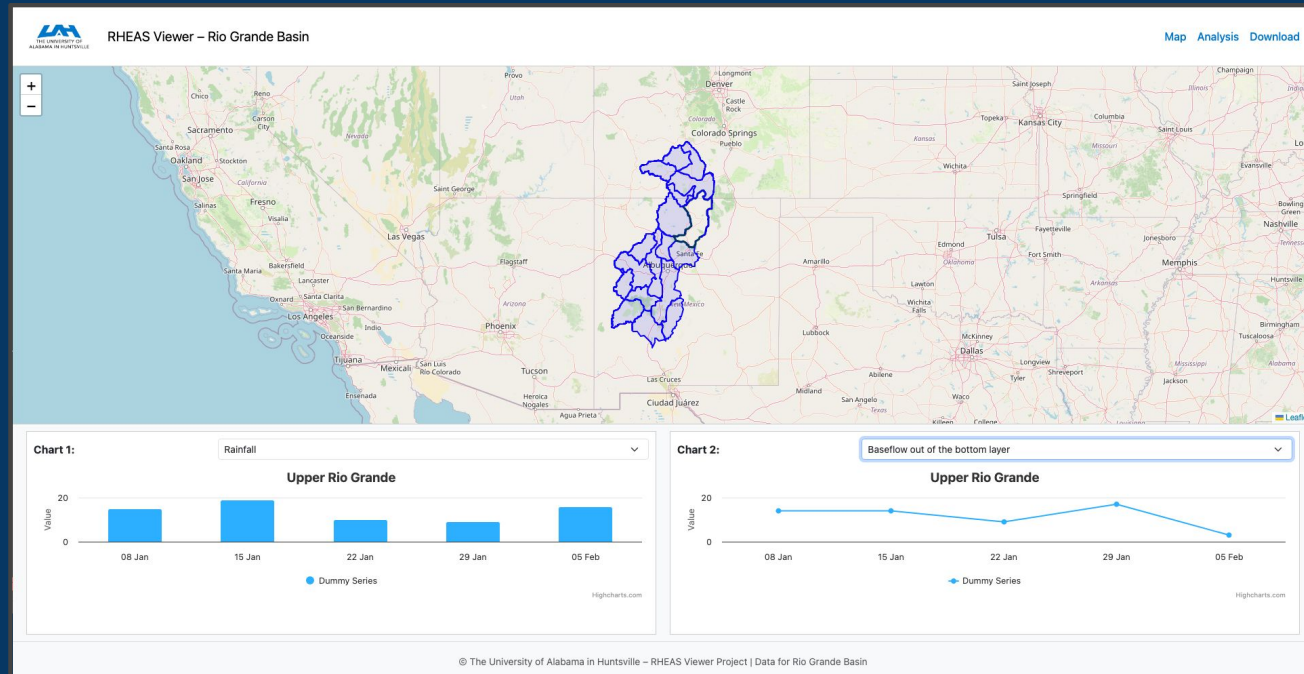 THE UNIVERSITY OF
ALABAMA IN HUNTSVILLE
RHEAS Viewer – Rio Grande Basin
Map Analysis Download
+
−
Provo
Longmont
Denver
Saint Joseph
Champaign
Chico
Reno
Utah
Castle
Rock
Illinois
Carson
City
Colorado
Topeka
Kansas City
Columbia
Sacramento
Nevada
Colorado Springs
Saint Louis
Santa Rosa
Pueblo
Kansas
Missouri
Oakland
Stockton
San Jose
California
Wichita
Evansville
Saint George
Springfield
Salinas
Fresno
Bowling
Green
Visalia
Nashville
Las Vegas
Tulsa
Fayetteville
Jonesboro
Tennessee
Edmond
Santa Fe
Fort Smith
Bakersfield
Flagstaff
Albuquerque
Amarillo
Oklahoma
Memphis
Santa Maria
Lancaster
Lawton
Arkansas
Huntsville
Oxnard
Santa Clarita
San Bernardino
Arizona
New Mexico
Wichita
Falls
Los Angeles
Indio
Phoenix
Lubbock
Birmingham
Oceanside
McKinney
Tuscaloosa
Tijuana
Dallas
Mexicali
San Luis
Río Colorado
Tucson
Abilene
Longview
Shreveport
Mississippi
Alabama
Las Cruces
Midland
Tyler
Jackson
Ensenada
Heroica
Nogales
Ciudad Juárez
San Angelo
Waco
Agua Prieta
Texas
Killeen
College
Louisiana
Chart 1:
Rainfall
Upper Rio Grande
Value
20
0
08 Jan
15 Jan
22 Jan
29 Jan
05 Feb
Dummy Series
Highcharts.com
Chart 2:
Baseflow out of the bottom layer
Upper Rio Grande
Value
20
0
08 Jan
15 Jan
22 Jan
29 Jan
05 Feb
Dummy Series
Highcharts.com
© The University of Alabama in Huntsville – RHEAS Viewer Project | Data for Rio Grande Basin